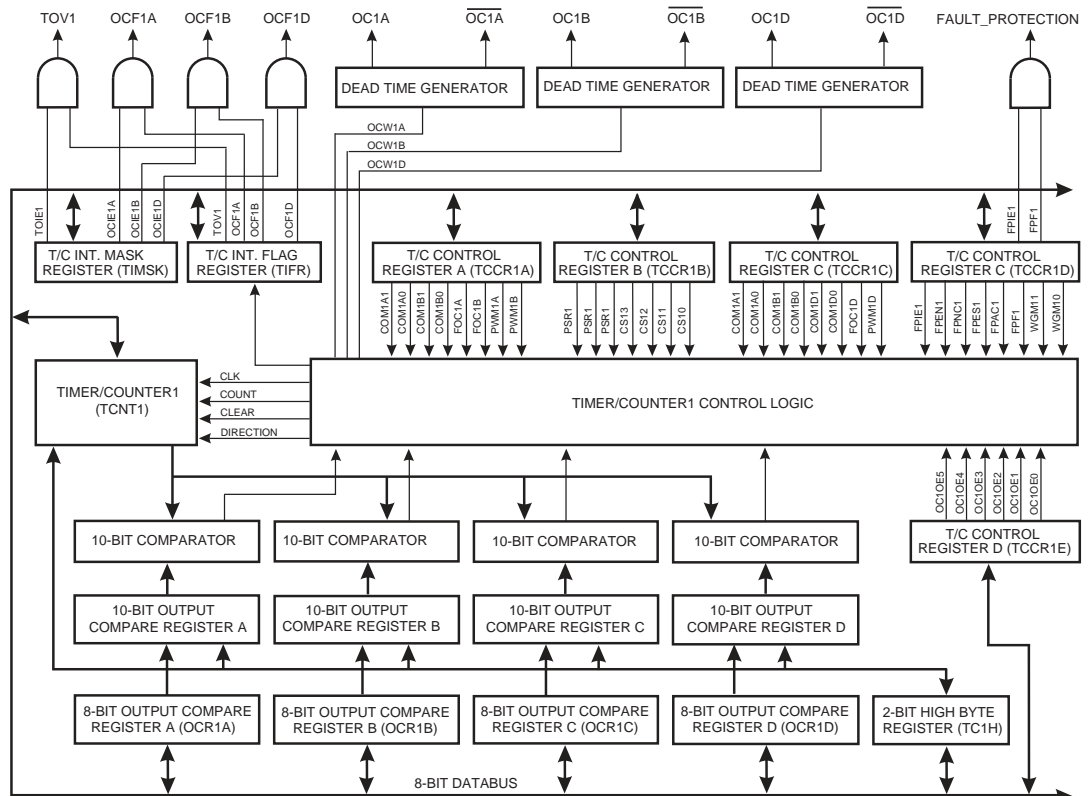 TOV1 OCF1A OCF1B OCF1D OC1A OC1A OC1B OC1B OC1D OC1D FAULT_PROTECTION
DEAD TIME GENERATOR DEAD TIME GENERATOR DEAD TIME GENERATOR
OCW1A
OCW1B
OCW1D
TOIE1 OCIE1A OCIE1B OCIE1D TOV1 OCF1A OCF1B OCF1D FPIE1 FPF1
T/C INT. MASK
REGISTER (TIMSK)
T/C INT. FLAG
REGISTER (TIFR)
T/C CONTROL
REGISTER A (TCCR1A)
T/C CONTROL
REGISTER B (TCCR1B)
T/C CONTROL
REGISTER C (TCCR1C)
T/C CONTROL
REGISTER C (TCCR1D)
COM1A1 COM1A0 COM1B1 COM1B0 FOC1A FOC1B PWM1A PWM1B
PSR1 PSR1 PSR1 CS13 CS12 CS11 CS10
COM1A1 COM1A0 COM1B1 COM1B0 COM1D1 COM1D0 FOC1D PWM1D
FPIE1 FPEN1 FPNC1 FPES1 FPAC1 FPF1 WGM11 WGM10
TIMER/COUNTER1
(TCNT1)
CLK
COUNT
CLEAR
DIRECTION
TIMER/COUNTER1 CONTROL LOGIC
OC1OE5 OC1OE4 OC1OE3 OC1OE2 OC1OE1 OC1OE0
10-BIT COMPARATOR 10-BIT COMPARATOR 10-BIT COMPARATOR 10-BIT COMPARATOR
T/C CONTROL
REGISTER D (TCCR1E)
10-BIT OUTPUT
COMPARE REGISTER A
10-BIT OUTPUT
COMPARE REGISTER B
10-BIT OUTPUT
COMPARE REGISTER C
10-BIT OUTPUT
COMPARE REGISTER D
8-BIT OUTPUT COMPARE
REGISTER A (OCR1A)
8-BIT OUTPUT COMPARE
REGISTER B (OCR1B)
8-BIT OUTPUT COMPARE
REGISTER C (OCR1C)
8-BIT OUTPUT COMPARE
REGISTER D (OCR1D)
2-BIT HIGH BYTE
REGISTER (TC1H)
8-BIT DATABUS